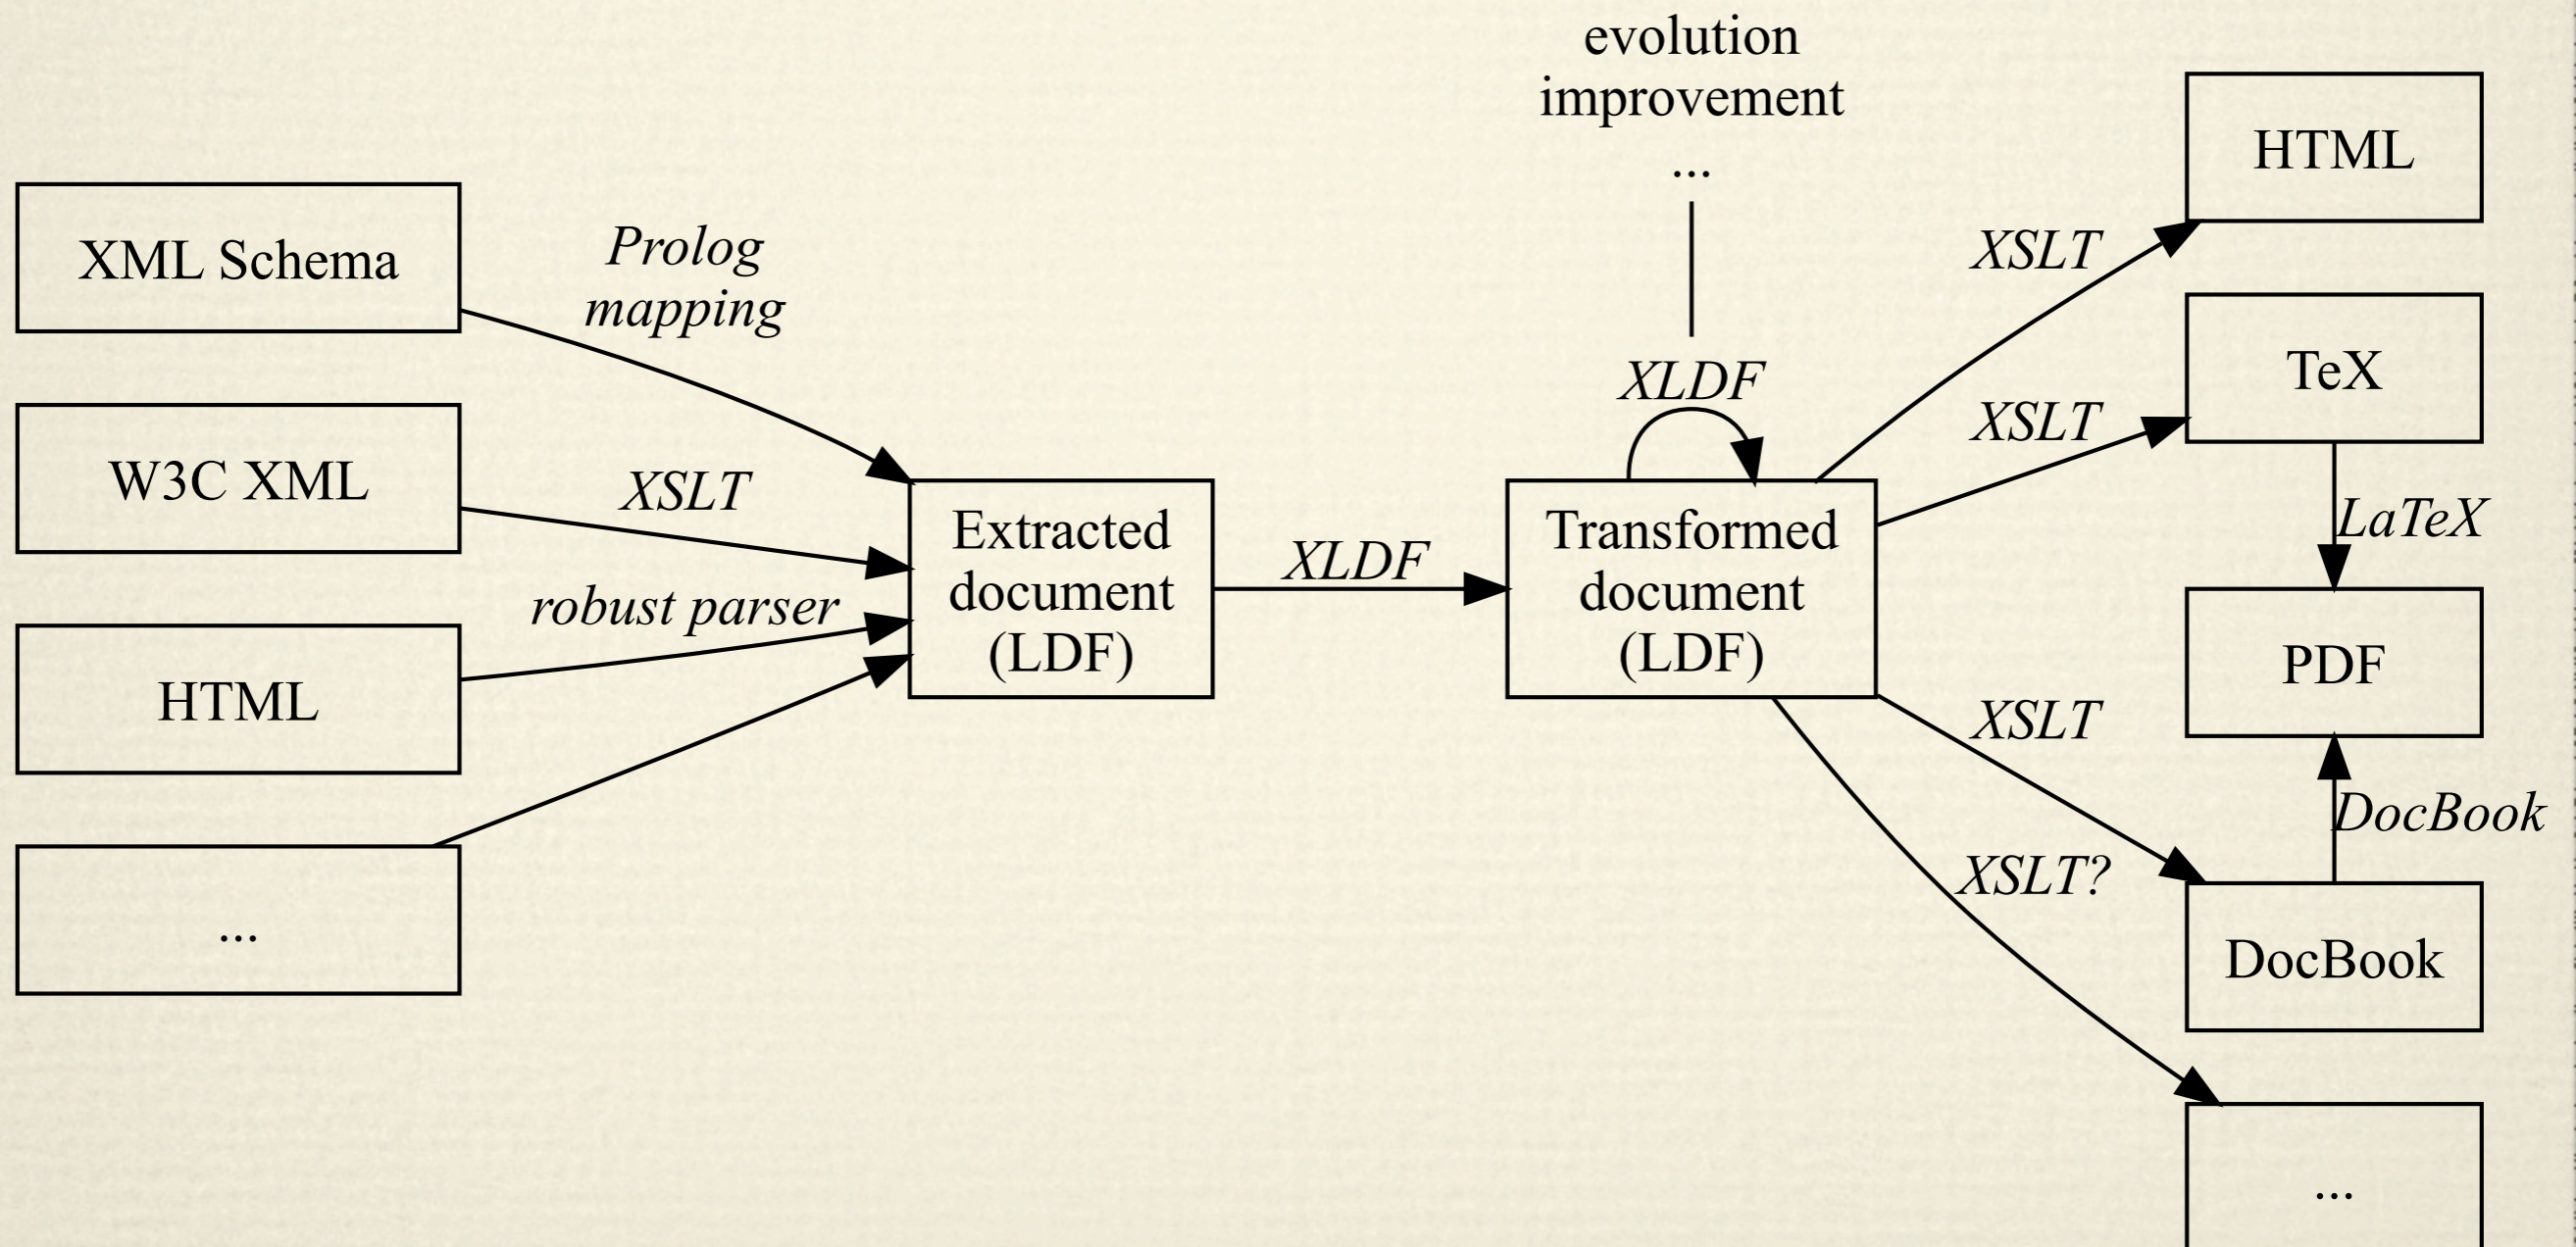 evolution
improvement
...
XML Schema
Prolog
mapping
W3C XML
XSLT
HTML
robust parser
...
Extracted
document
(LDF)
XLDF
XLDF
Transformed
document
(LDF)
XSLT
HTML
XSLT
TeX
LaTeX
PDF
XSLT
DocBook
XSLT?
DocBook
...